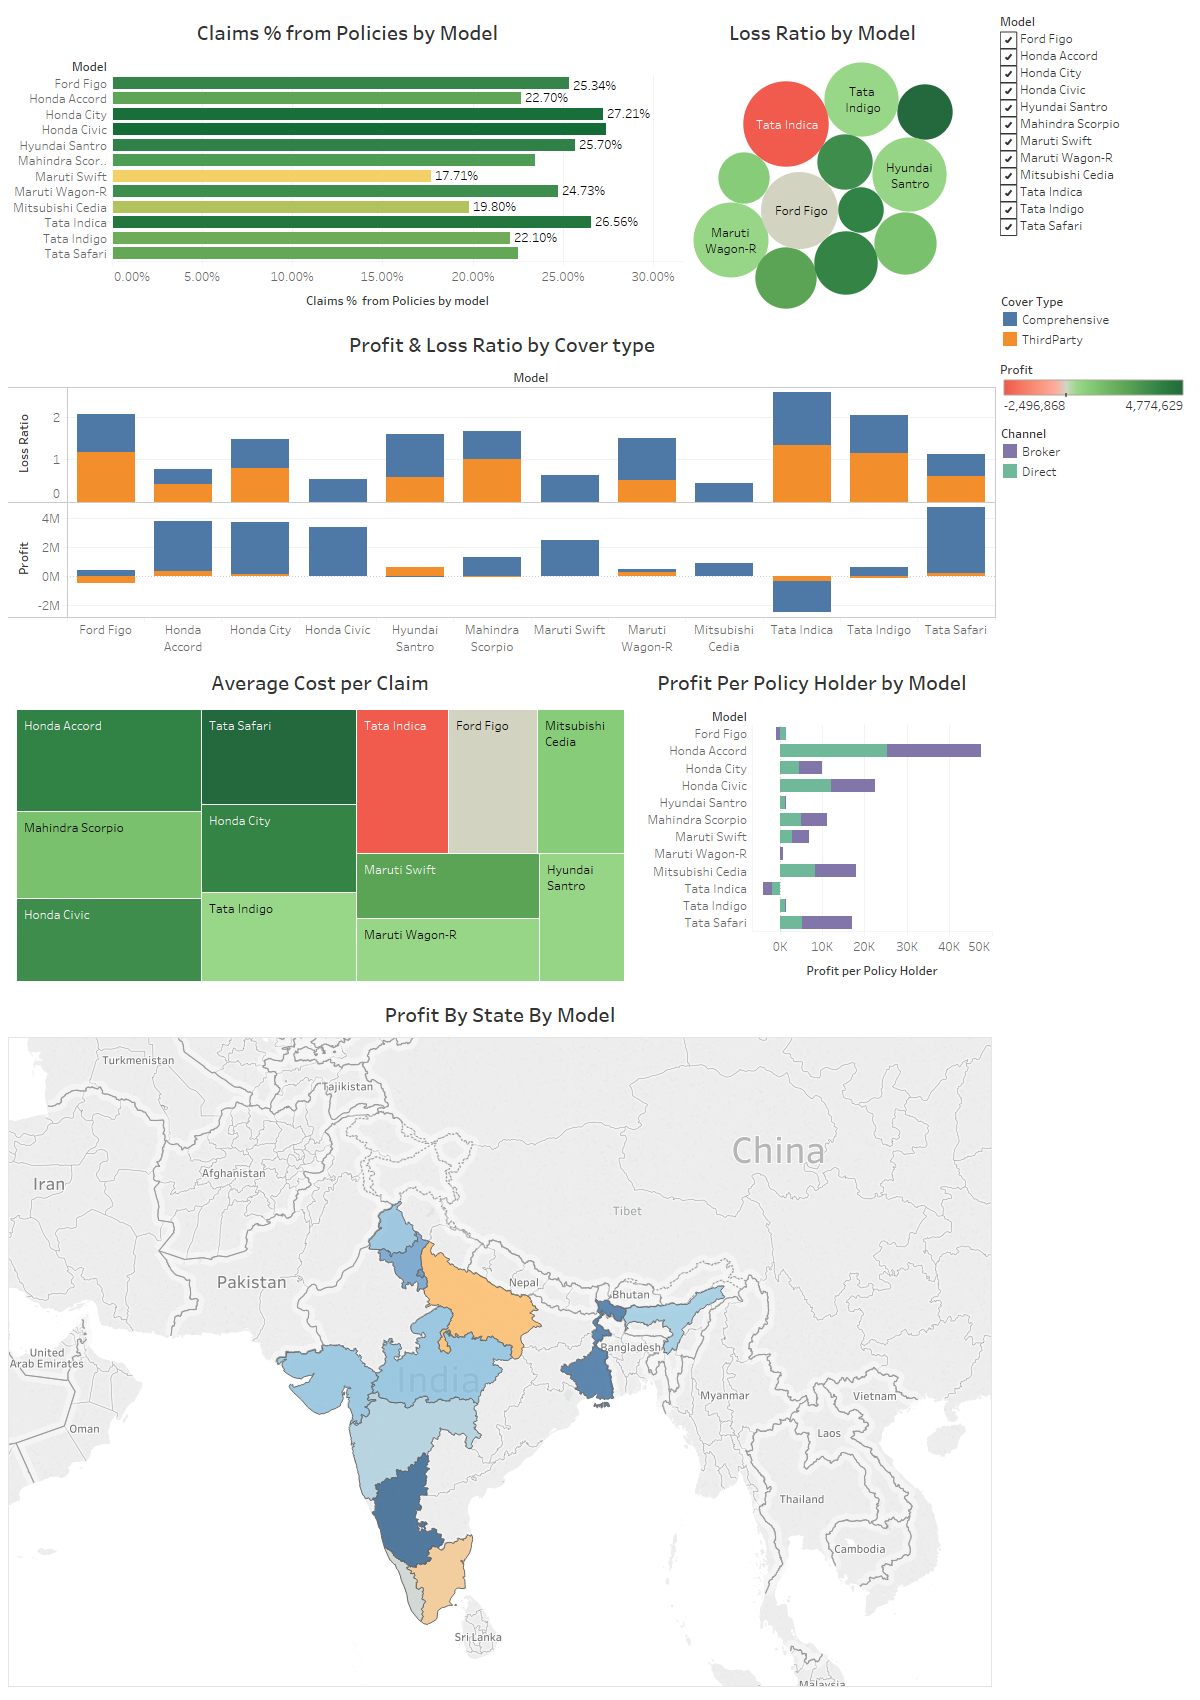 Claims % from Policies by Model
Model
Ford Figo
25.34%
Honda Accord
22.70%
Honda City
27.21%
Honda Civic
Hyundai Santro
25.70%
Mahindra Scor..
Maruti Swift
17.71%
Maruti Wagon-R
24.73%
Mitsubishi Cedia
19.80%
Tata Indica
26.56%
Tata Indigo
22.10%
Tata Safari
0.00%
5.00%
10.00%
15.00%
20.00%
25.00%
30.00%
Claims % from Policies by model
Loss Ratio by Model
Tata Indica
Tata
Indigo
Hyundai
Santro
Ford Figo
Maruti
Wagon-R
Model
Ford Figo
Honda Accord
Honda City
Honda Civic
Hyundai Santro
Mahindra Scorpio
Maruti Swift
Maruti Wagon-R
Mitsubishi Cedia
Tata Indica
Tata Indigo
Tata Safari
Cover Type
Comprehensive
ThirdParty
Profit
-2,496,868
4,774,629
Channel
Broker
Direct
Profit & Loss Ratio by Cover type
Model
Loss Ratio
2
1
0
Profit
4M
2M
0M
-2M
Ford Figo
Honda
Accord
Honda City
Honda Civic
Hyundai
Santro
Mahindra
Scorpio
Maruti Swift
Maruti
Wagon-R
Mitsubishi
Cedia
Tata Indica
Tata Indigo
Tata Safari
Average Cost per Claim
Honda Accord
Mahindra Scorpio
Honda Civic
Tata Safari
Honda City
Tata Indigo
Tata Indica
Ford Figo
Mitsubishi
Cedia
Maruti Swift
Maruti Wagon-R
Hyundai
Santro
Profit Per Policy Holder by Model
Model
Ford Figo
Honda Accord
Honda City
Honda Civic
Hyundai Santro
Mahindra Scorpio
Maruti Swift
Maruti Wagon-R
Mitsubishi Cedia
Tata Indica
Tata Indigo
Tata Safari
0K
10K
20K
30K
40K
50K
Profit per Policy Holder
Profit By State By Model
Turkmenistan
Tajikistan
China
Afghanistan
Iran
Tibet
Pakistan
Nepal
Bhutan
United
Arab Emirates
Bangladesh
India
Myanmar
Vietnam
Oman
Laos
Thailand
Cambodia
Sri Lanka
Malaysia